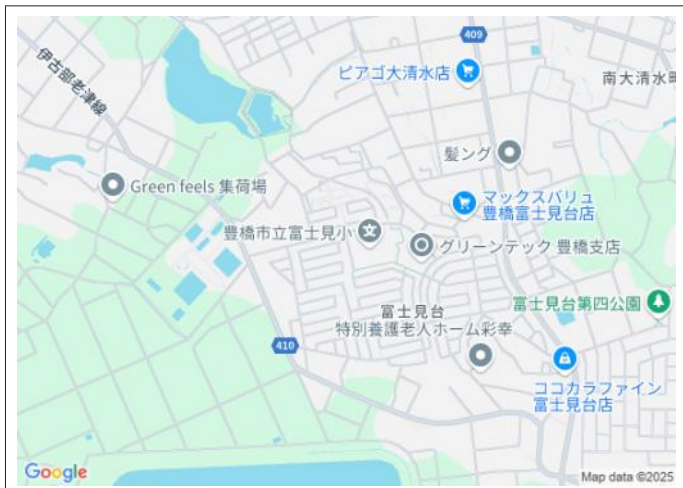 409
伊古部老津線
ピアゴ大清水店
南大清水町
髪ング
Green feels 集荷場
マックスバリュ
豊橋富士見台店
豊橋市立富士見小
グリーンテック 豊橋支店
富士見台
富士見台第四公園
特別養護老人ホーム彩幸
410
ココカラファイン
富士見台店
Google
Map data ©2025